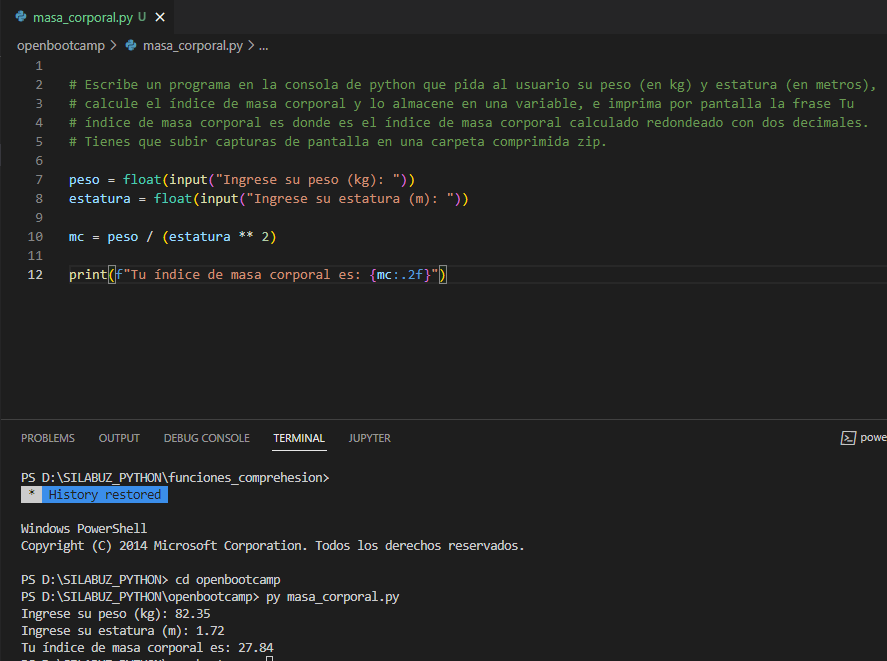 masa_corporal.py U ×
openbootcamp > masa_corporal.py > ...
1
2 # Escribe un programa en la consola de python que pida al usuario su peso (en kg) y estatura (en metros),
3 # calcule el índice de masa corporal y lo almacene en una variable, e imprima por pantalla la frase Tu
4 # índice de masa corporal es donde es el índice de masa corporal calculado redondeado con dos decimales.
5 # Tienes que subir capturas de pantalla en una carpeta comprimida zip.
6
7 peso = float(input("Ingrese su peso (kg): "))
8 estatura = float(input("Ingrese su estatura (m): "))
9
10 mc = peso / (estatura ** 2)
11
12 print(f"Tu índice de masa corporal es: {mc:.2f}")
PROBLEMS OUTPUT DEBUG CONSOLE TERMINAL JUPYTER powe
PS D:\SILABUZ_PYTHON\funciones_comprehesion>
* History restored
Windows PowerShell
Copyright (C) 2014 Microsoft Corporation. Todos los derechos reservados.
PS D:\SILABUZ_PYTHON> cd openbootcamp
PS D:\SILABUZ_PYTHON\openbootcamp> py masa_corporal.py
Ingrese su peso (kg): 82.35
Ingrese su estatura (m): 1.72
Tu índice de masa corporal es: 27.84